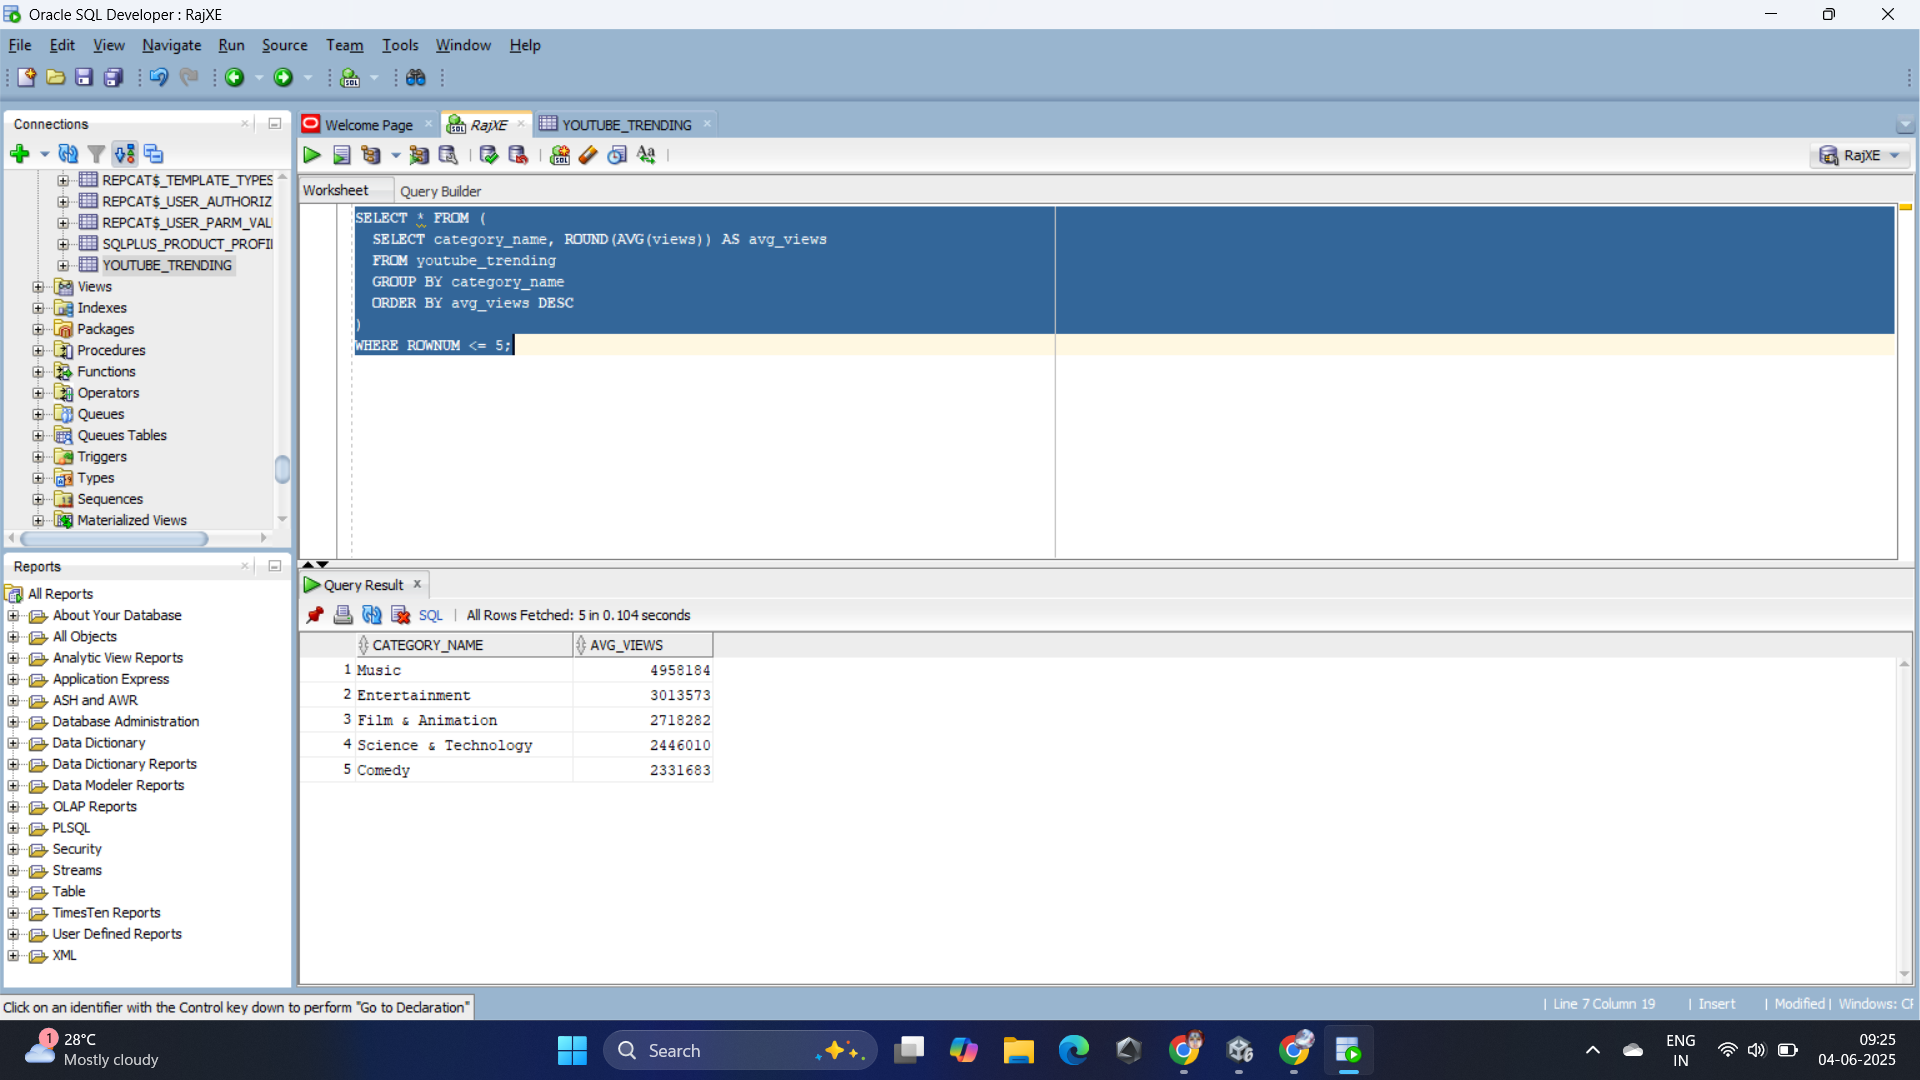 Oracle SQL Developer : RajXE
File Edit View Navigate Run Source Team Tools Window Help
Connections
REPCAT$_TEMPLATE_TYPES
REPCAT$_USER_AUTHORIZ
REPCAT$_USER_PARM_VAL
SQLPLUS_PRODUCT_PROFI
YOUTUBE_TRENDING
Views
Indexes
Packages
Procedures
Functions
Operators
Queues
Queues Tables
Triggers
Types
Sequences
Materialized Views
Reports
All Reports
About Your Database
All Objects
Analytic View Reports
Application Express
ASH and AWR
Database Administration
Data Dictionary
Data Dictionary Reports
Data Modeler Reports
OLAP Reports
PLSQL
Security
Streams
Table
TimesTen Reports
User Defined Reports
XML
Welcome Page RajXE YOUTUBE_TRENDING
RajXE
Worksheet Query Builder
SELECT * FROM (
SELECT category_name, ROUND(AVG(views)) AS avg_views
FROM youtube_trending
GROUP BY category_name
ORDER BY avg_views DESC
)
WHERE ROWNUM <= 5;
Query Result
SQL | All Rows Fetched: 5 in 0.104 seconds
CATEGORY_NAME AVG_VIEWS
1 Music 4958184
2 Entertainment 3013573
3 Film & Animation 2718282
4 Science & Technology 2446010
5 Comedy 2331683
Click on an identifier with the Control key down to perform "Go to Declaration"
| Line 7 Column 19 | Insert | Modified | Windows: CF
1 28°C
Mostly cloudy
Search
ENG
IN
09:25
04-06-2025